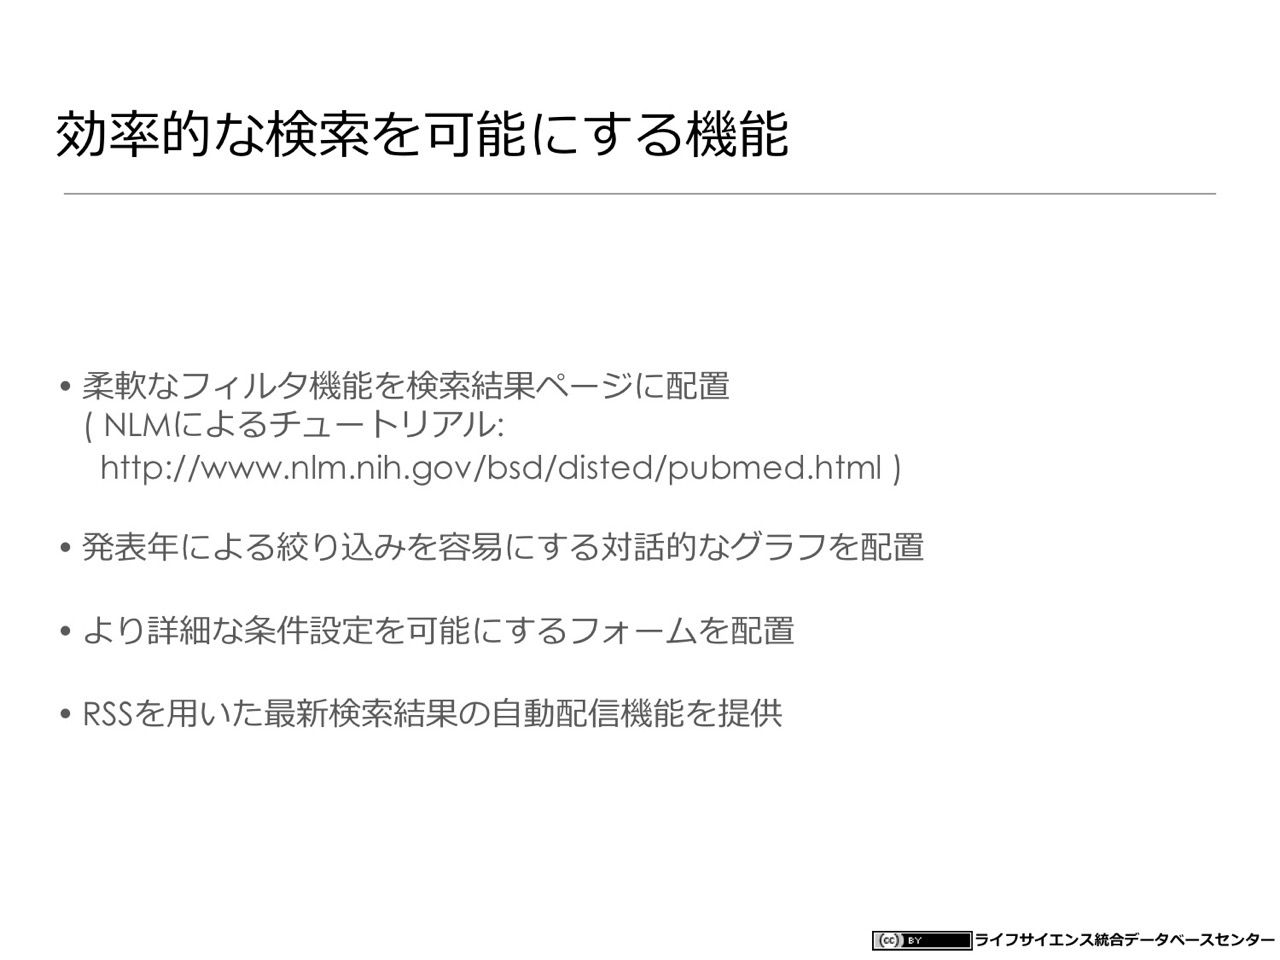 効率的な検索を可能にする機能
• 柔軟なフィルタ機能を検索結果ページに配置
( NLMによるチュートリアル:
http://www.nlm.nih.gov/bsd/disted/pubmed.html )
• 発表年による絞り込みを容易にする対話的なグラフを配置
• より詳細な条件設定を可能にするフォームを配置
• RSSを用いた最新検索結果の自動配信機能を提供
(cc) BY ライフサイエンス統合データベースセンター